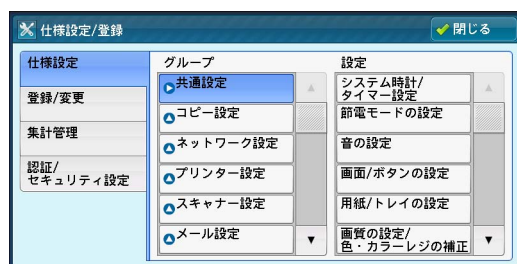 仕様設定/登録
閉じる
仕様設定
登録/変更
集計管理
認証/
セキュリティ設定
グループ
共通設定
コピー設定
ネットワーク設定
プリンター設定
スキャナー設定
メール設定
設定
システム時計/
タイマー設定
節電モードの設定
音の設定
画面/ボタンの設定
用紙/トレイの設定
画質の設定/
色・カラーレジの補正